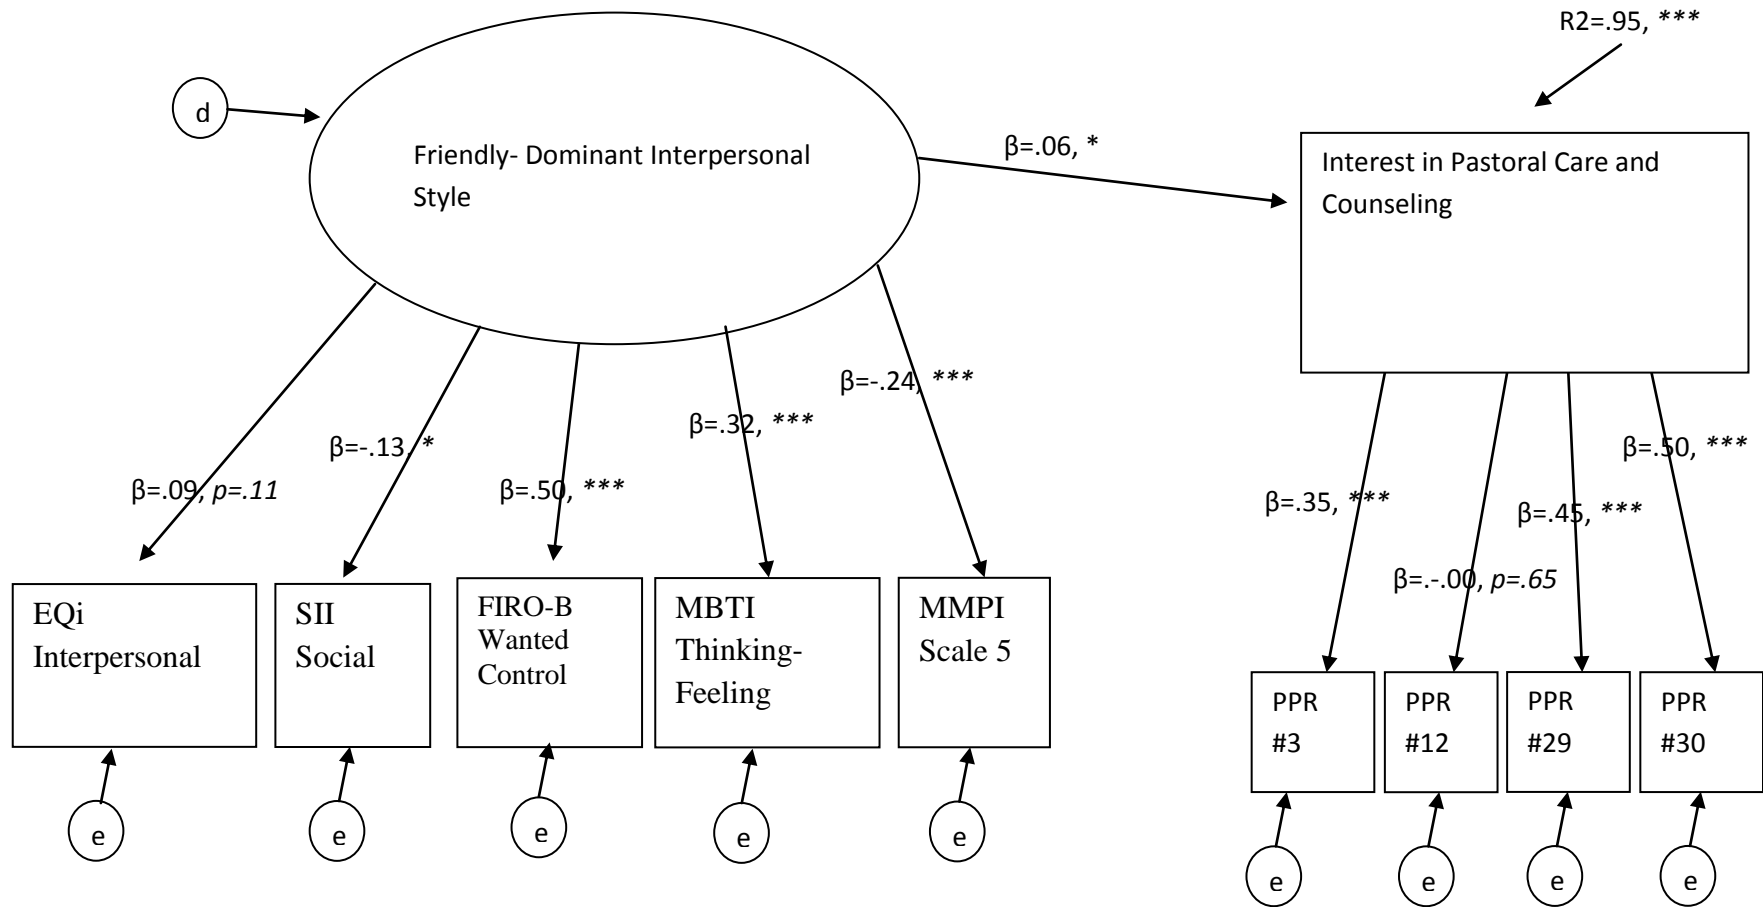 R2=.95, ***
d
Friendly- Dominant Interpersonal
Style
β=.06, *
Interest in Pastoral Care and
Counseling
β=-.24, ***
β=.32, ***
β=-.13, *
β=.09, p=.11
β=.50, ***
β=.50, ***
β=.35, ***
β=.45, ***
β=.-.00, p=.65
EQi
Interpersonal
SII
Social
FIRO-B
Wanted
Control
MBTI
Thinking-
Feeling
MMPI
Scale 5
PPR
#3
PPR
#12
PPR
#29
PPR
#30
e
e
e
e
e
e
e
e
e